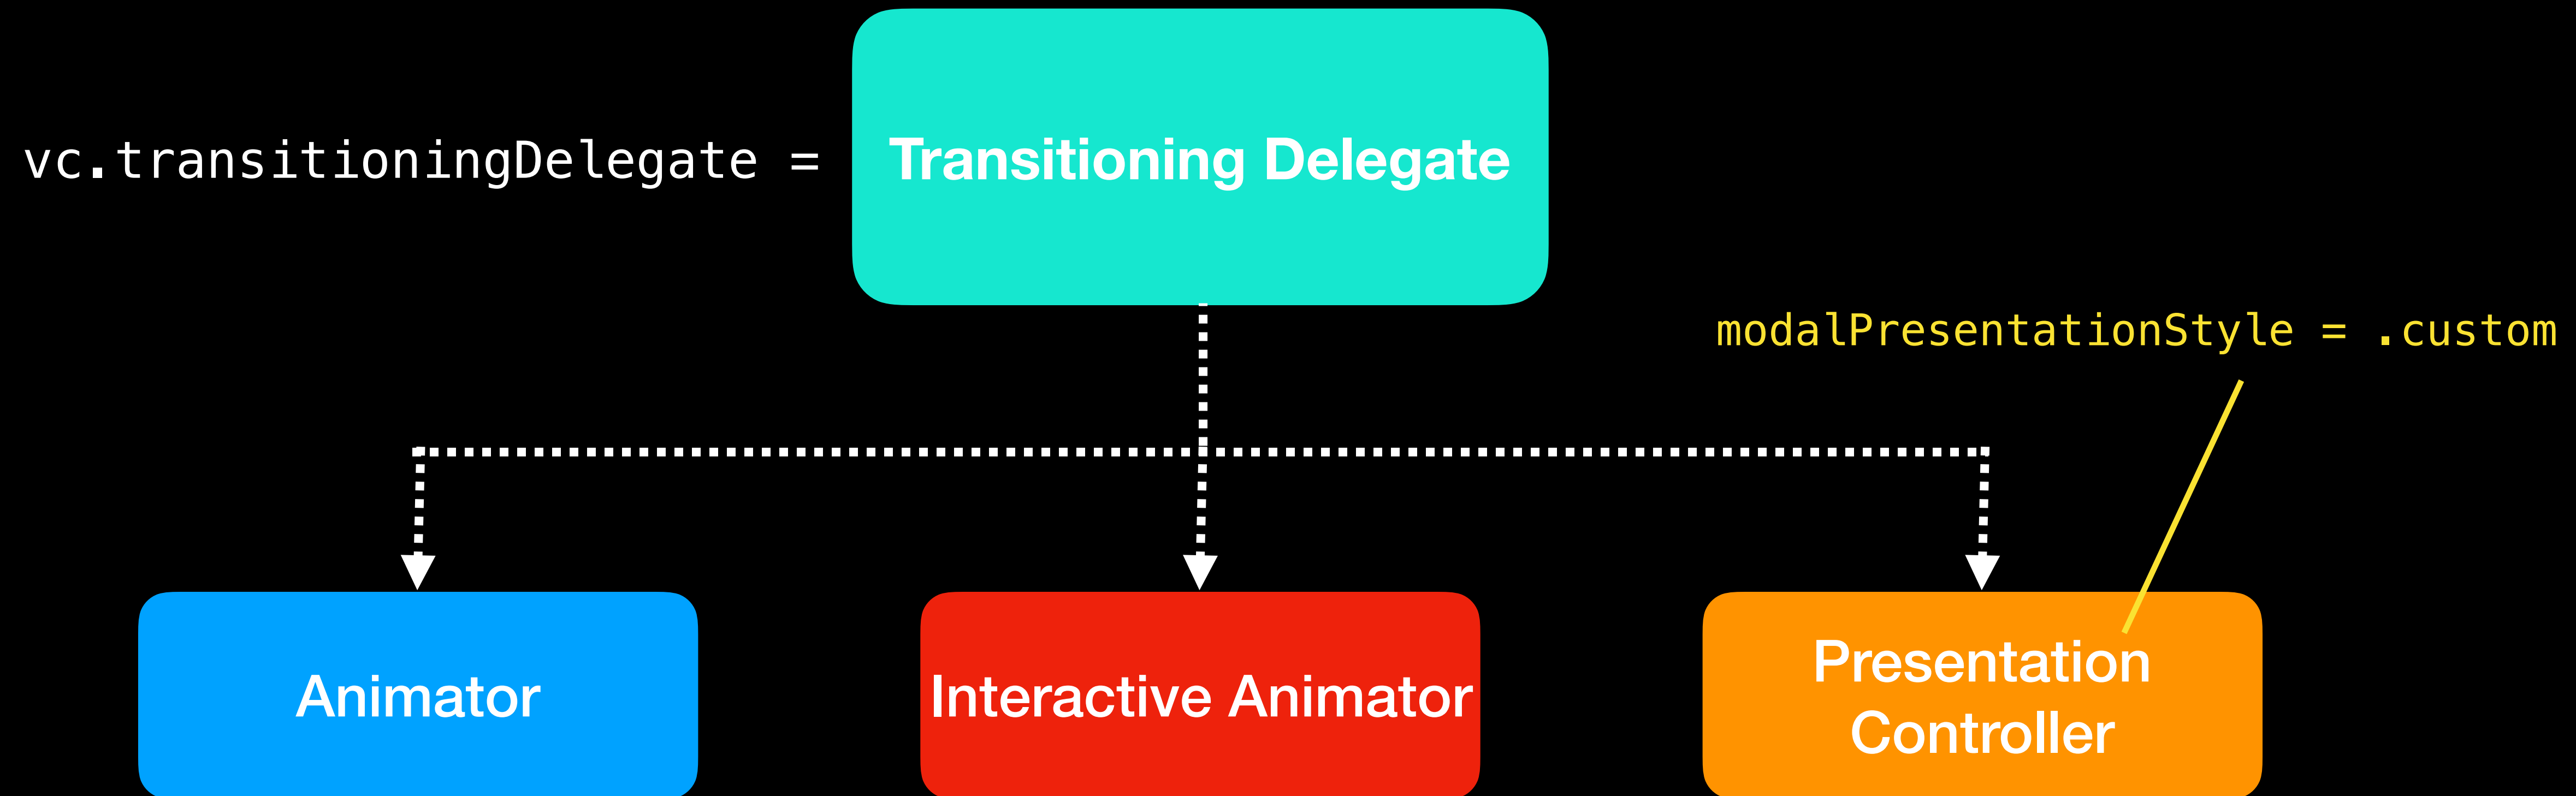 vc.transitioningDelegate =
Transitioning Delegate
modalPresentationStyle = .custom
Animator
Interactive Animator
Presentation
Controller